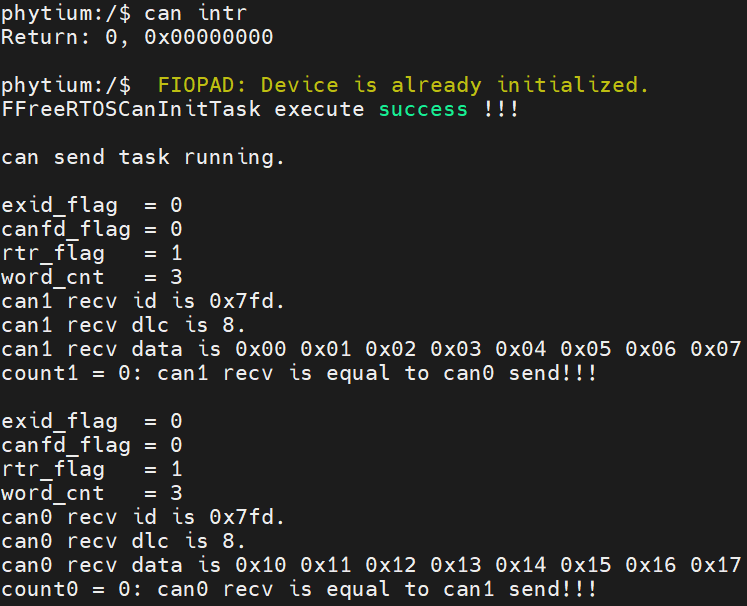 phytium:/$ can intr
Return: 0, 0x00000000
phytium:/$  FIOPAD: Device is already initialized.
FFreeRTOSCanInitTask execute success !!!
can send task running.
exid_flag  = 0
canfd_flag = 0
rtr_flag   = 1
word_cnt   = 3
can1 recv id is 0x7fd.
can1 recv dlc is 8.
can1 recv data is 0x00 0x01 0x02 0x03 0x04 0x05 0x06 0x07
count1 = 0: can1 recv is equal to can0 send!!!
exid_flag  = 0
canfd_flag = 0
rtr_flag   = 1
word_cnt   = 3
can0 recv id is 0x7fd.
can0 recv dlc is 8.
can0 recv data is 0x10 0x11 0x12 0x13 0x14 0x15 0x16 0x17
count0 = 0: can0 recv is equal to can1 send!!!